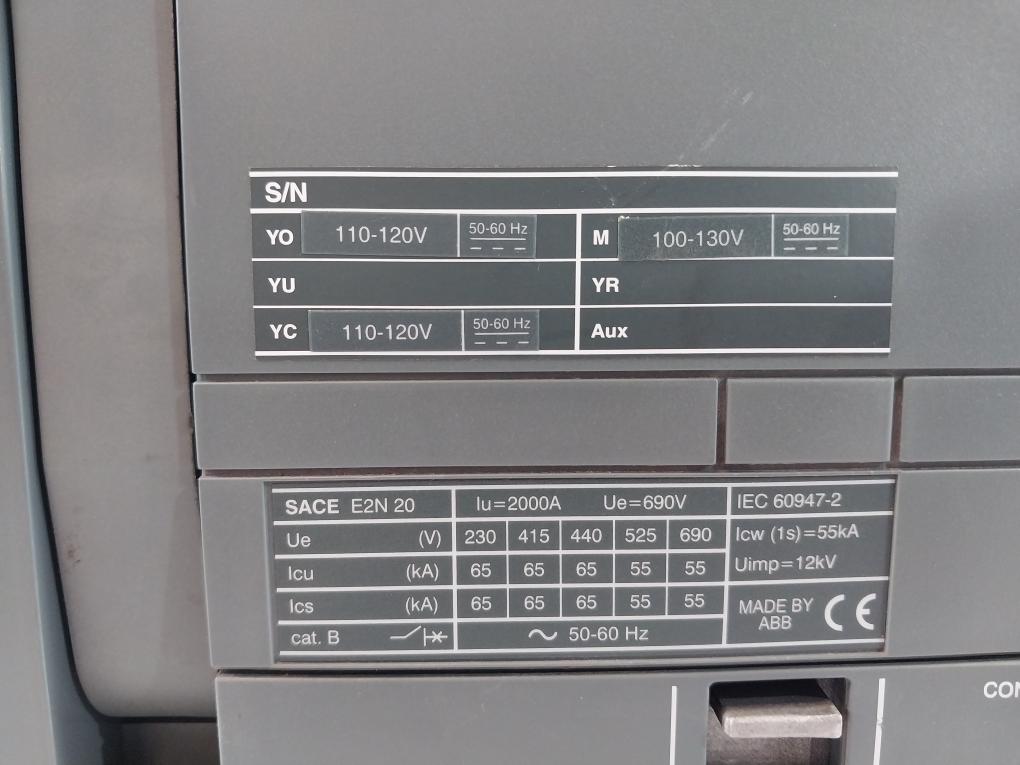 S/N
YO 110-120V 50-60 Hz M 100-130V 50-60 Hz
YU YR
YC 110-120V 50-60 Hz Aux
SACE E2N 20 Iu=2000A Ue=690V IEC 60947-2
Ue (V) 230 415 440 525 690 Icw (1s)=55kA
Icu (kA) 65 65 65 55 55 Uimp=12kV
Ics (kA) 65 65 65 55 55 MADE BY ABB CE
cat. B ~ 50-60 Hz